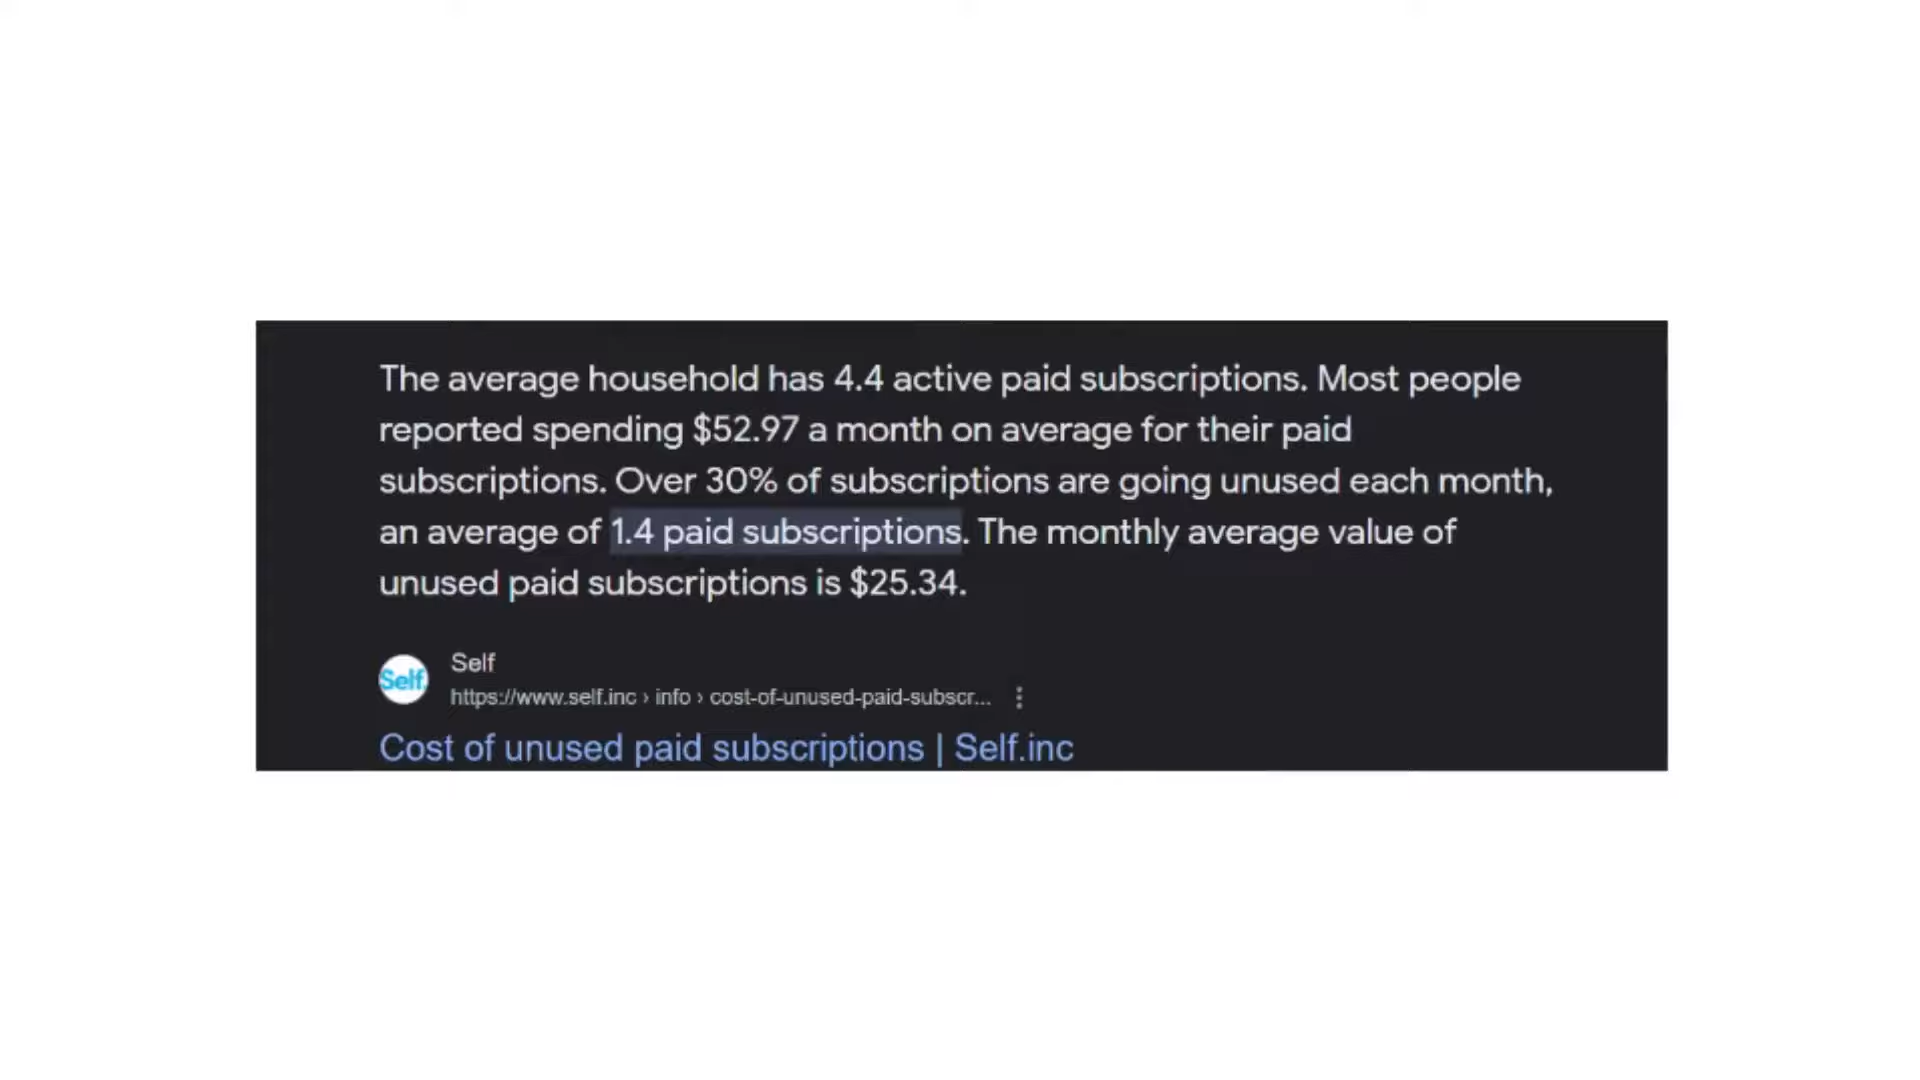 The average household has 4.4 active paid subscriptions. Most people
reported spending $52.97 a month on average for their paid
subscriptions. Over 30% of subscriptions are going unused each month,
an average of 1.4 paid subscriptions. The monthly average value of
unused paid subscriptions is $25.34.
Self.
Self
https://www.self.inc › info › cost-of-unused-paid-subscr...
Cost of unused paid subscriptions | Self.inc